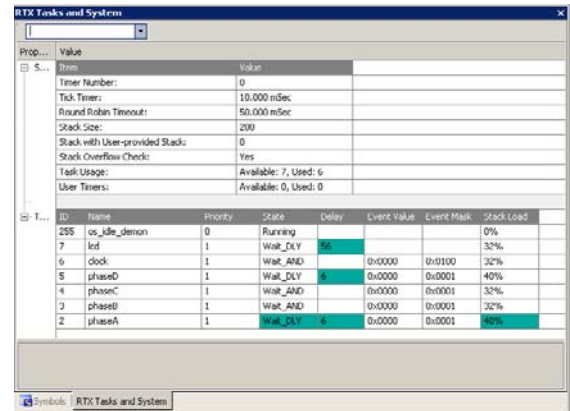 RTX Tasks and System
Prop... Value
S... Item Value
Timer Number: 0
Tick Timer: 10.000 mSec
Round Robin Timeout: 50.000 mSec
Stack Size: 200
Stack with User-provided Stack: 0
Stack Overflow Check: Yes
Task Usage: Available: 7, Used: 6
User Timers: Available: 0, Used: 0
T... ID Name Priority State Delay Event Value Event Mask Stack Load
255 os_idle_demon 0 Running 0%
7 led 1 Wait_DLY 56 32%
6 clock 1 Wait_AND 0x0000 0x0100 32%
5 phaseD 1 Wait_DLY 6 0x0000 0x0001 40%
4 phaseC 1 Wait_AND 0x0000 0x0001 32%
3 phaseB 1 Wait_AND 0x0000 0x0001 32%
2 phaseA 1 Wait_DLY 6 0x0000 0x0001 40%
Symbols RTX Tasks and System